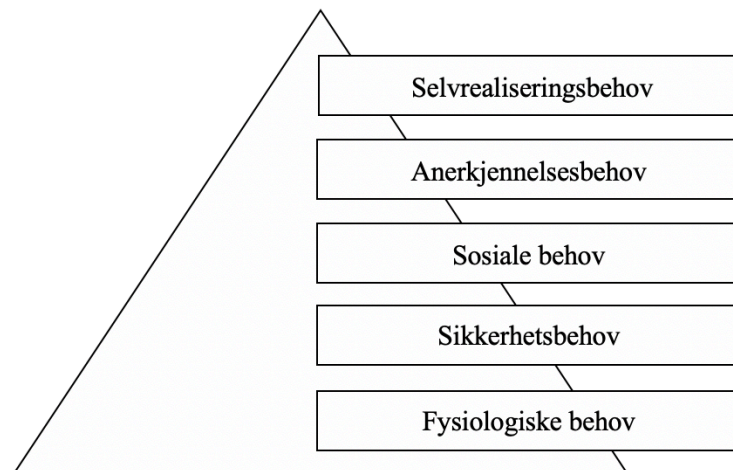 Selvrealiseringsbehov
Anerkjennelsesbehov
Sosiale behov
Sikkerhetsbehov
Fysiologiske behov